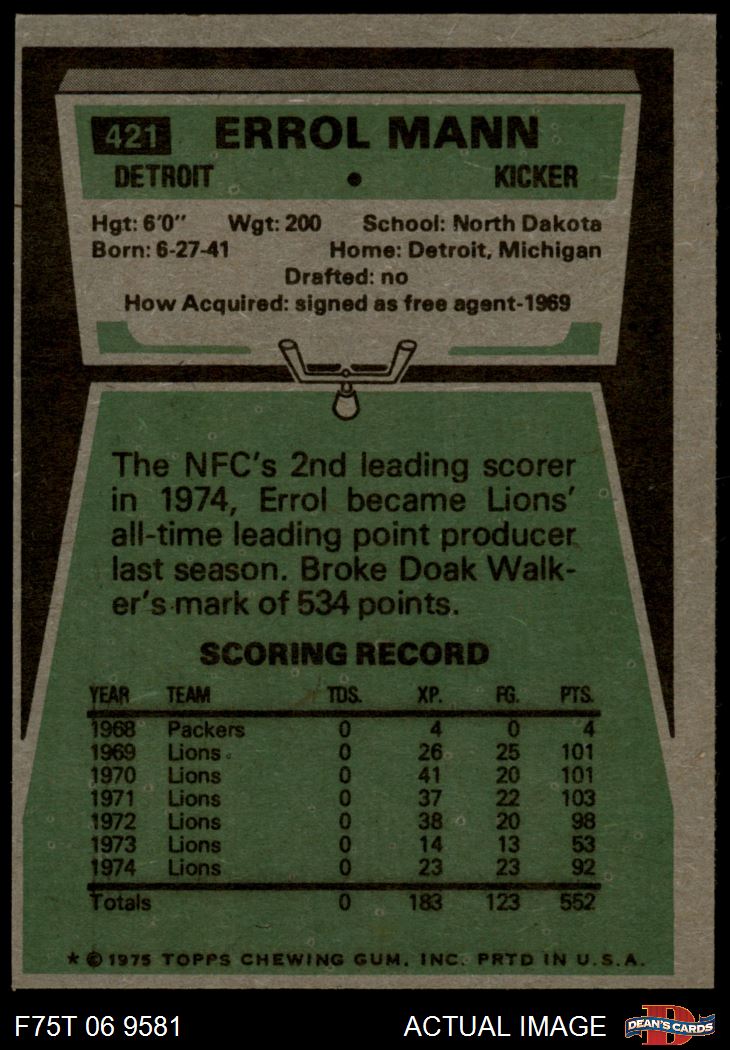 421 ERROL MANN
DETROIT • KICKER
Hgt: 6'0" Wgt: 200 School: North Dakota
Born: 6-27-41 Home: Detroit, Michigan
Drafted: no
How Acquired: signed as free agent-1969
The NFC's 2nd leading scorer
in 1974, Errol became Lions'
all-time leading point producer
last season. Broke Doak Walk-
er's mark of 534 points.
SCORING RECORD
YEAR TEAM TDS. XP. FG. PTS.
1968 Packers 0 4 0 4
1969 Lions 0 26 25 101
1970 Lions 0 41 20 101
1971 Lions 0 37 22 103
1972 Lions 0 38 20 98
1973 Lions 0 14 13 53
1974 Lions 0 23 23 92
Totals 0 183 123 552
* © 1975 TOPPS CHEWING GUM, INC. PRTD IN U.S.A.
F75T 06 9581 ACTUAL IMAGE D DEAN'S CARDS